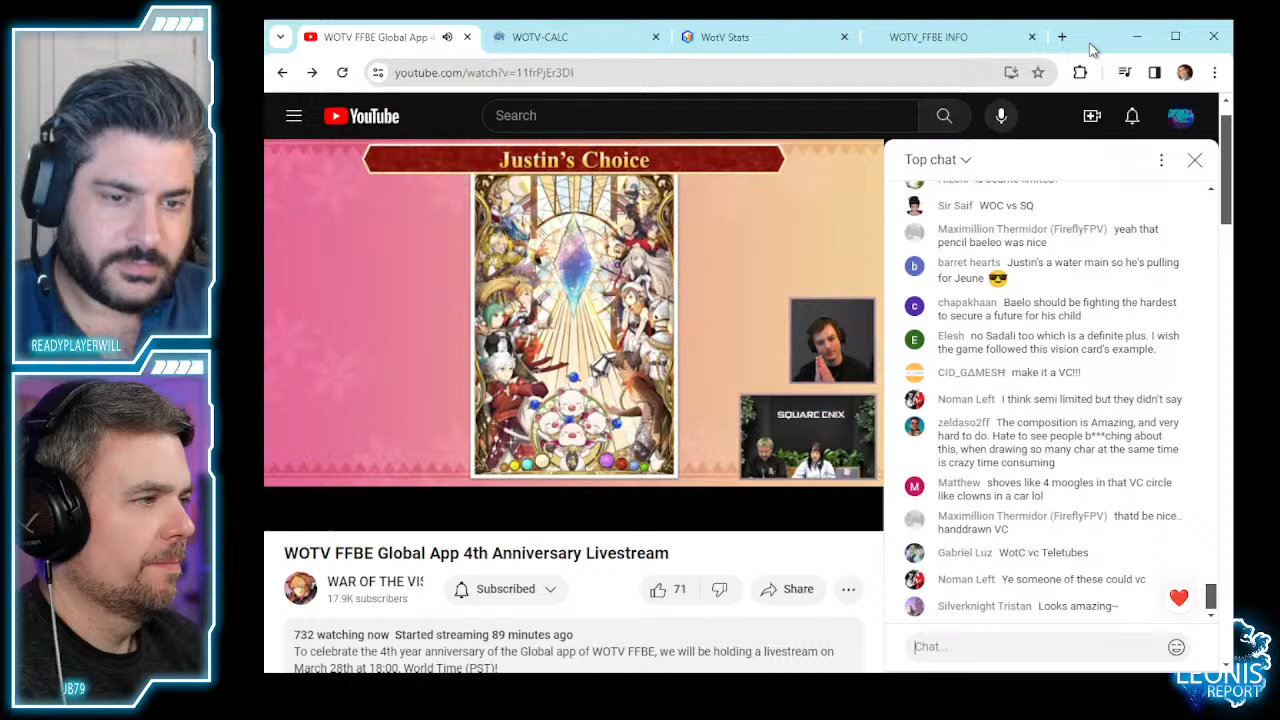 WOTV FFBE Global App 4
WOTV-CALC
WotV Stats
WOTV_FFBE INFO
youtube.com/watch?v=11frPjEr3DI
YouTube
Search
Justin's Choice
SQUARE ENIX
READYPLAYERWILL
JB79
WOTV FFBE Global App 4th Anniversary Livestream
WAR OF THE VIS
17.9K subscribers
Subscribed
71
Share
732 watching now Started streaming 89 minutes ago
To celebrate the 4th year anniversary of the Global app of WOTV FFBE, we will be holding a livestream on
March 28th at 18:00, World Time (PST)!
Top chat
Sir Saif WOC vs SQ
Maximillion Thermidor (FireflyFPV) yeah that
pencil baeleo was nice
b
barret hearts Justin's a water main so he's pulling
for Jeune 😎
c
chapakhaan Baelo should be fighting the hardest
to secure a future for his child
E
Elesh no Sadali too which is a definite plus. I wish
the game followed this vision card's example.
CID_GΔMESĦ make it a VC!!!
Noman Left I think semi limited but they didn't say
zeldaso2ff The composition is Amazing, and very
hard to do. Hate to see people b***ching about
this, when drawing so many char at the same time
is crazy time consuming
M
Matthew shoves like 4 moogles in that VC circle
like clowns in a car lol
Maximillion Thermidor (FireflyFPV) thatd be nice..
handdrawn VC
Gabriel Luz WotC vc Teletubes
Noman Left Ye someone of these could vc
Silverknight Tristan Looks amazing~
Chat...
LEONIS
REPORT